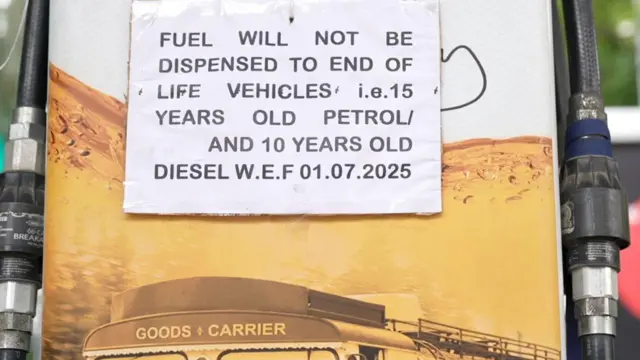 FUEL WILL NOT BE
DISPENSED TO END OF
LIFE VEHICLES i.e.15
YEARS OLD PETROL/
AND 10 YEARS OLD
DIESEL W.E.F 01.07.2025
GOODS CARRIER
BREAKA